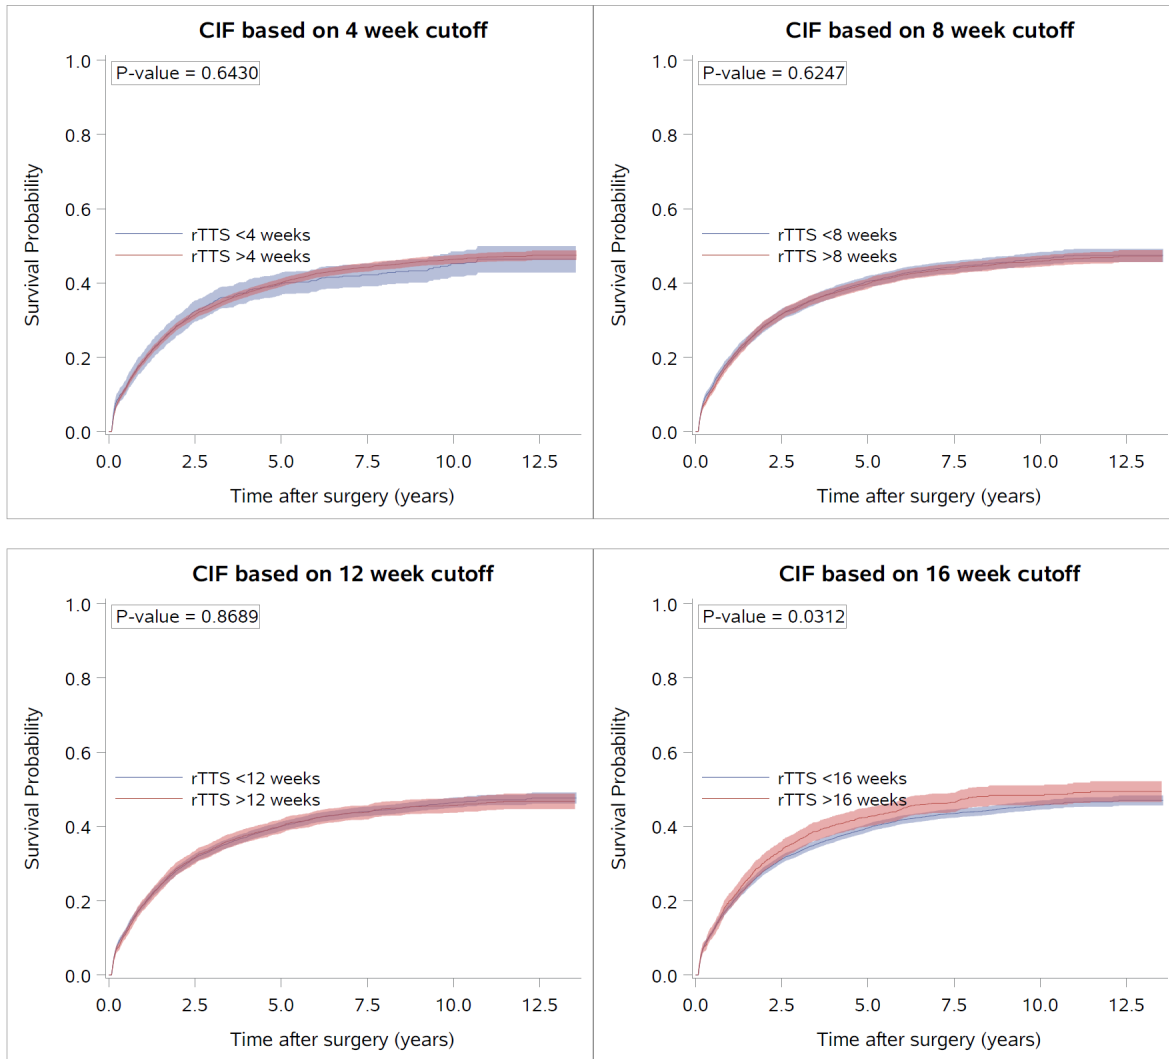 CIF based on 4 week cutoff
P-value = 0.6430
1.0
0.8
0.6
0.4
0.2
0.0
Survival Probability
rTTS <4 weeks
rTTS >4 weeks
0.0 2.5 5.0 7.5 10.0 12.5
Time after surgery (years)
CIF based on 8 week cutoff
P-value = 0.6247
1.0
0.8
0.6
0.4
0.2
0.0
Survival Probability
rTTS <8 weeks
rTTS >8 weeks
0.0 2.5 5.0 7.5 10.0 12.5
Time after surgery (years)
CIF based on 12 week cutoff
P-value = 0.8689
1.0
0.8
0.6
0.4
0.2
0.0
Survival Probability
rTTS <12 weeks
rTTS >12 weeks
0.0 2.5 5.0 7.5 10.0 12.5
Time after surgery (years)
CIF based on 16 week cutoff
P-value = 0.0312
1.0
0.8
0.6
0.4
0.2
0.0
Survival Probability
rTTS <16 weeks
rTTS >16 weeks
0.0 2.5 5.0 7.5 10.0 12.5
Time after surgery (years)